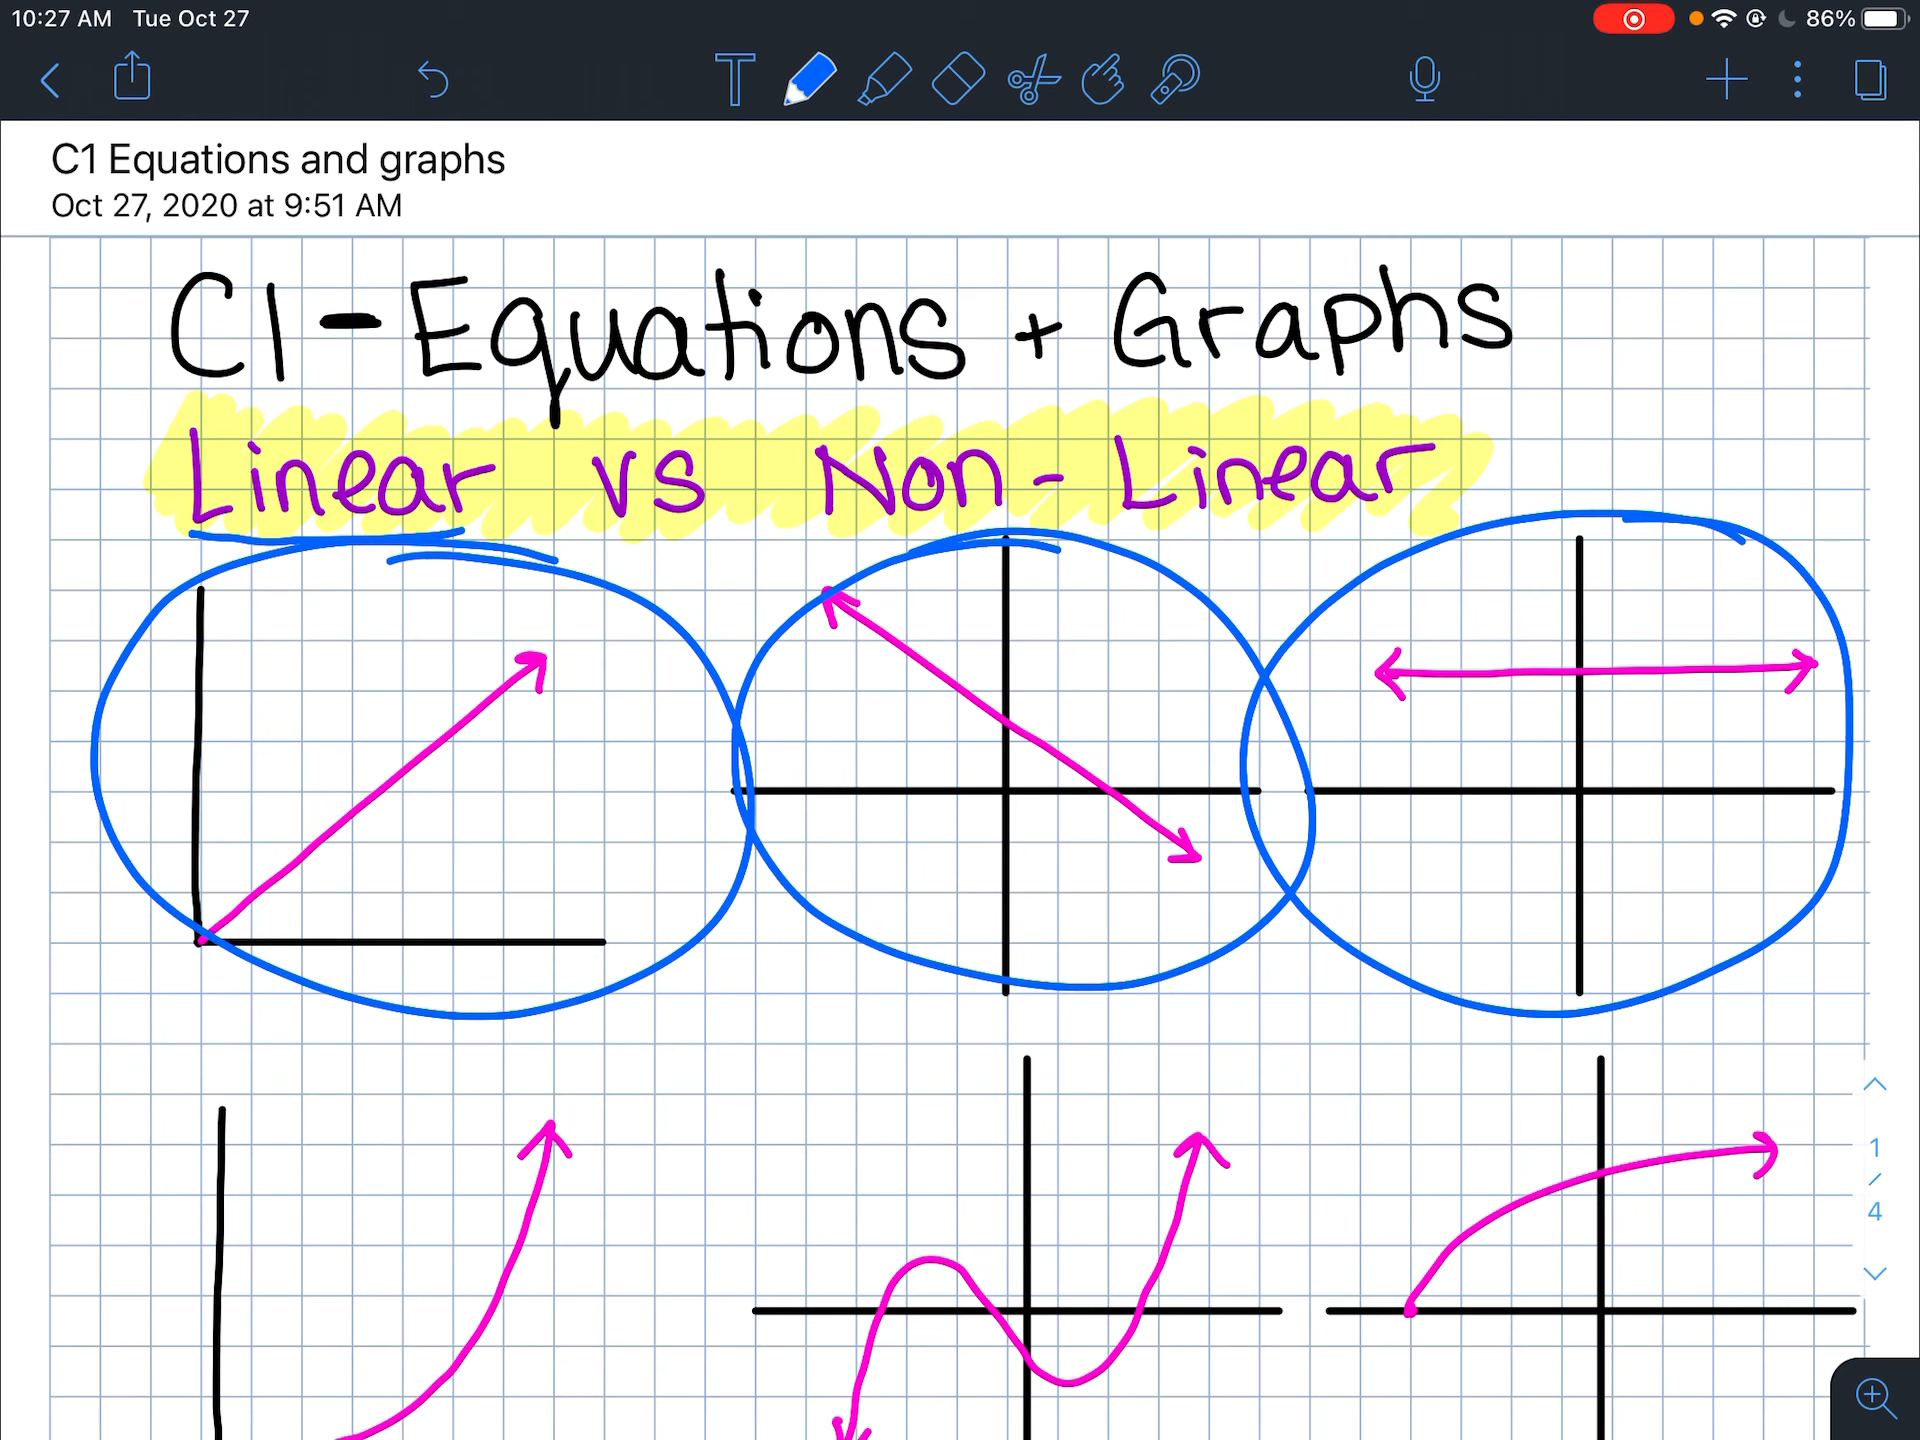 10:27 AM Tue Oct 27
86%
T
C1 Equations and graphs
Oct 27, 2020 at 9:51 AM
C1 - Equations + Graphs
Linear vs Non-Linear
1
/
4